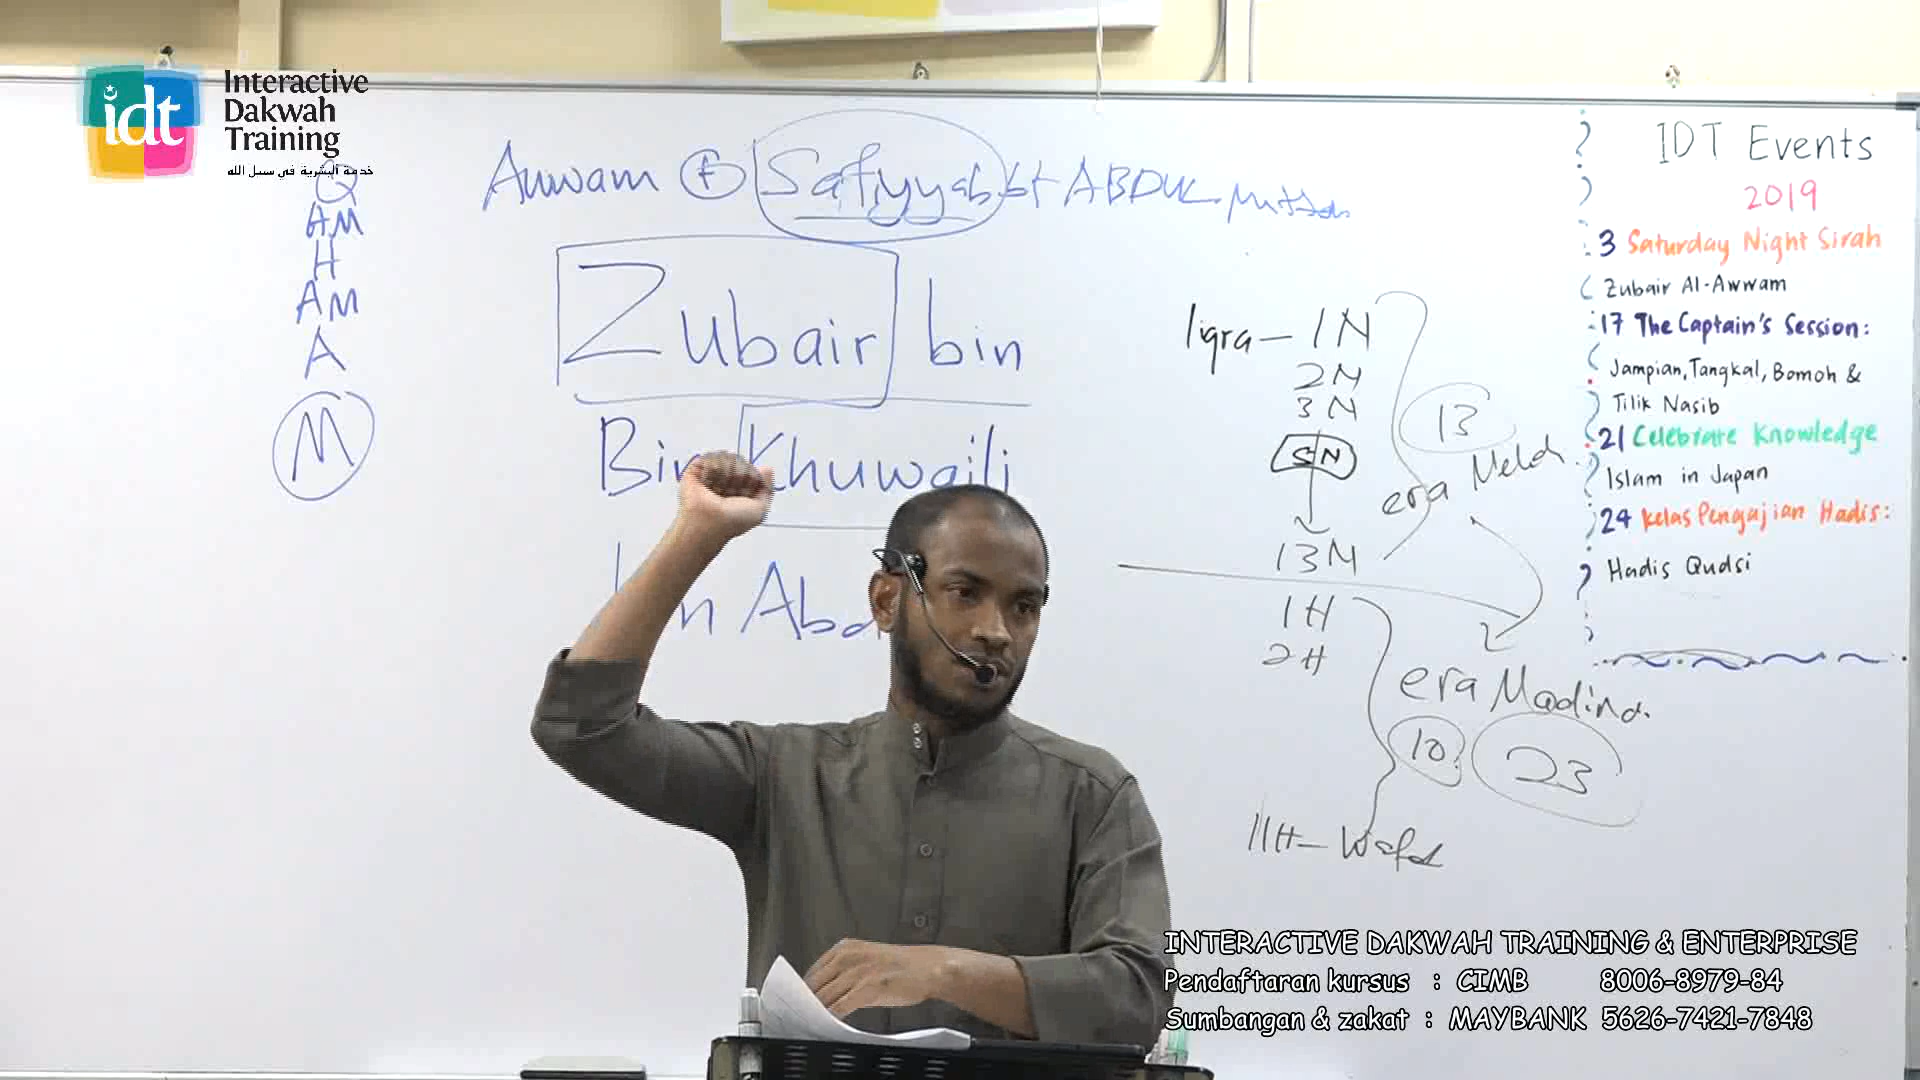 idt
Interactive
Dakwah
Training
خدمة البشرية في سبيل الله
Q
AM
H
AM
A
M
Awwam + Safiyyah bt ABDUL
Zubair bin
Bin Khuwaili
Abd
Iqra - 1N
2N
3N
5N
13N
13
era
1H
2H
era Madina
10
23
11H - Wafat
IDT Events
2019
3 Saturday Night Sirah
Zubair Al-Awwam
17 The Captain's Session:
Jampian, Tangkal, Bomoh &
Tilik Nasib
21 Celebrate Knowledge
Islam in Japan
24 Kelas Pengajian Hadis:
Hadis Qudsi
INTERACTIVE DAKWAH TRAINING & ENTERPRISE
Pendaftaran kursus : CIMB 8006-8979-84
Sumbangan & zakat : MAYBANK 5626-7421-7848